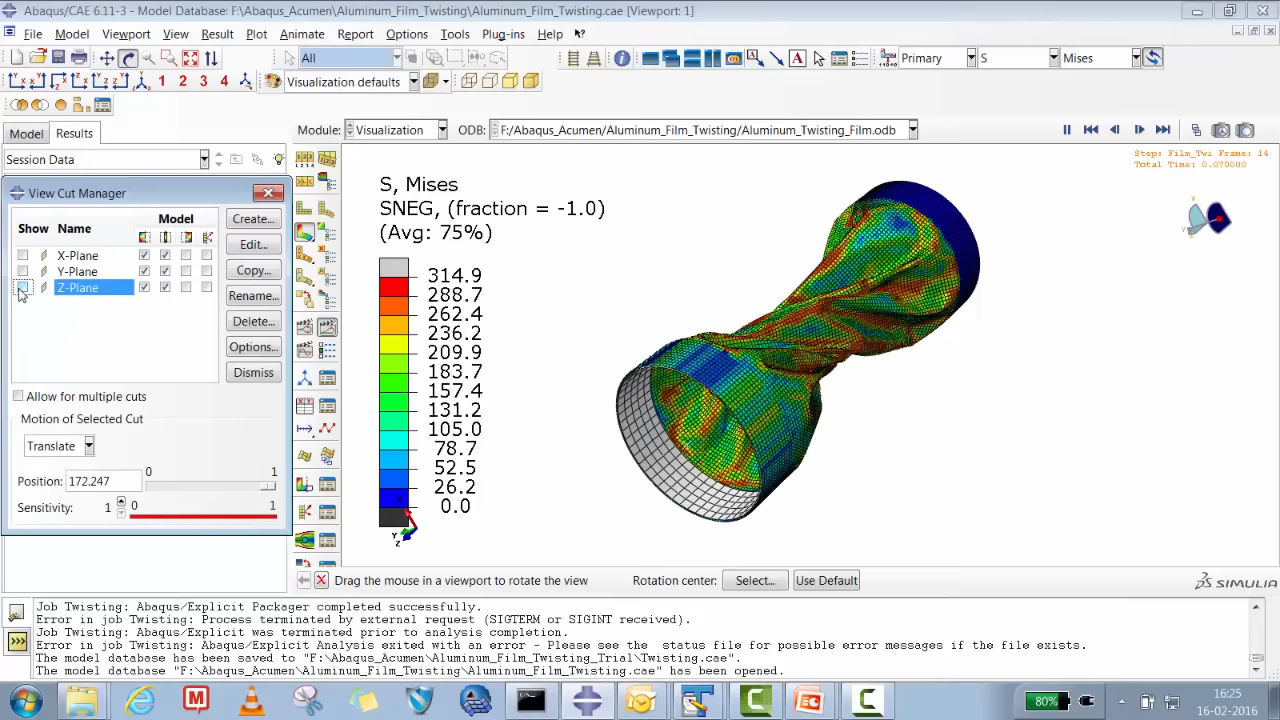 Abaqus/CAE 6.11-3 - Model Database: F:\Abaqus_Acumen\Aluminum_Film_Twisting\Aluminum_Film_Twisting.cae [Viewport: 1]
File Model Viewport View Result Plot Animate Report Options Tools Plug-ins Help
All
Primary S Mises
1 2 3 4
Visualization defaults
Model Results
Module: Visualization ODB: F:/Abaqus_Acumen/Aluminum_Film_Twisting/Aluminum_Twisting_Film.odb
Session Data
View Cut Manager
Model
Show Name
X-Plane
Y-Plane
Z-Plane
Create...
Edit...
Copy...
Rename...
Delete...
Options...
Dismiss
Allow for multiple cuts
Motion of Selected Cut
Translate
Position: 172.247 0 1
Sensitivity: 1 0 1
Step: Film_Twi Frame: 14
Total Time: 0.070000
S, Mises
SNEG, (fraction = -1.0)
(Avg: 75%)
314.9
288.7
262.4
236.2
209.9
183.7
157.4
131.2
105.0
78.7
52.5
26.2
0.0
Y
Z
Drag the mouse in a viewport to rotate the view Rotation center: Select... Use Default
SIMULIA
Job Twisting: Abaqus/Explicit Packager completed successfully.
Error in job Twisting: Process terminated by external request (SIGTERM or SIGINT received).
Job Twisting: Abaqus/Explicit was terminated prior to analysis completion.
Error in job Twisting: Abaqus/Explicit Analysis exited with an error - Please see the status file for possible error messages if the file exists.
The model database has been saved to "F:\Abaqus_Acumen\Aluminum_Film_Twisting_Trial\Twisting.cae".
The model database "F:\Abaqus_Acumen\Aluminum_Film_Twisting\Aluminum_Film_Twisting.cae" has been opened.
80%
16:25
16-02-2016